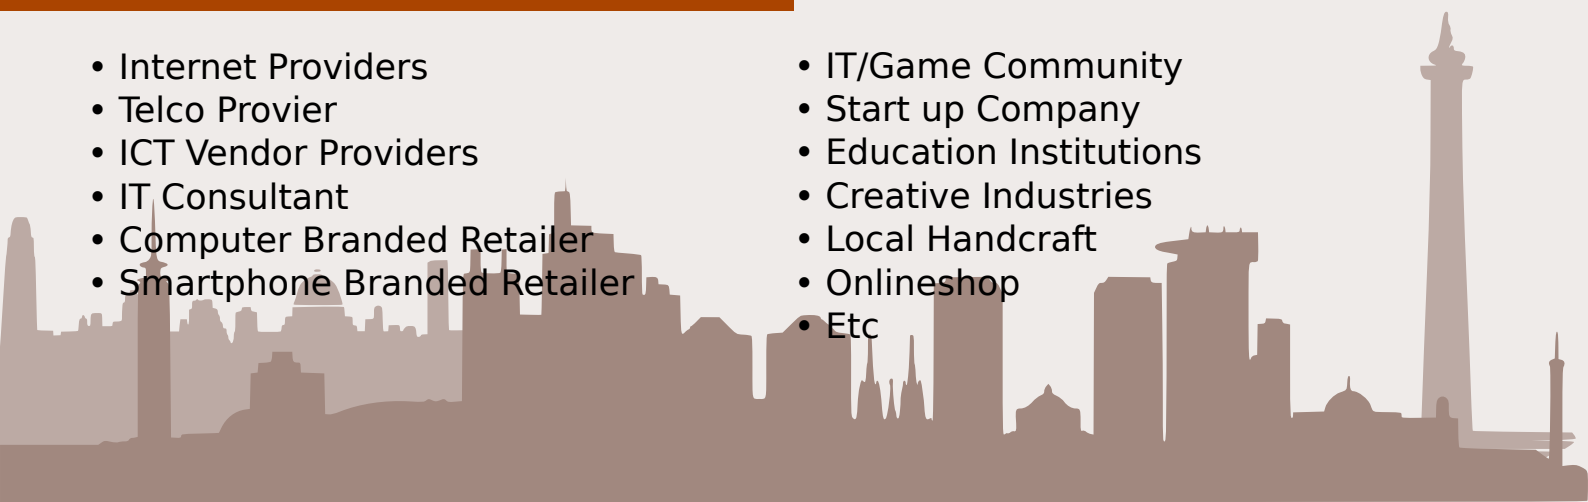 • Internet Providers
• Telco Provier
• ICT Vendor Providers
• IT Consultant
• Computer Branded Retailer
• Smartphone Branded Retailer
• IT/Game Community
• Start up Company
• Education Institutions
• Creative Industries
• Local Handcraft
• Onlineshop
• Etc